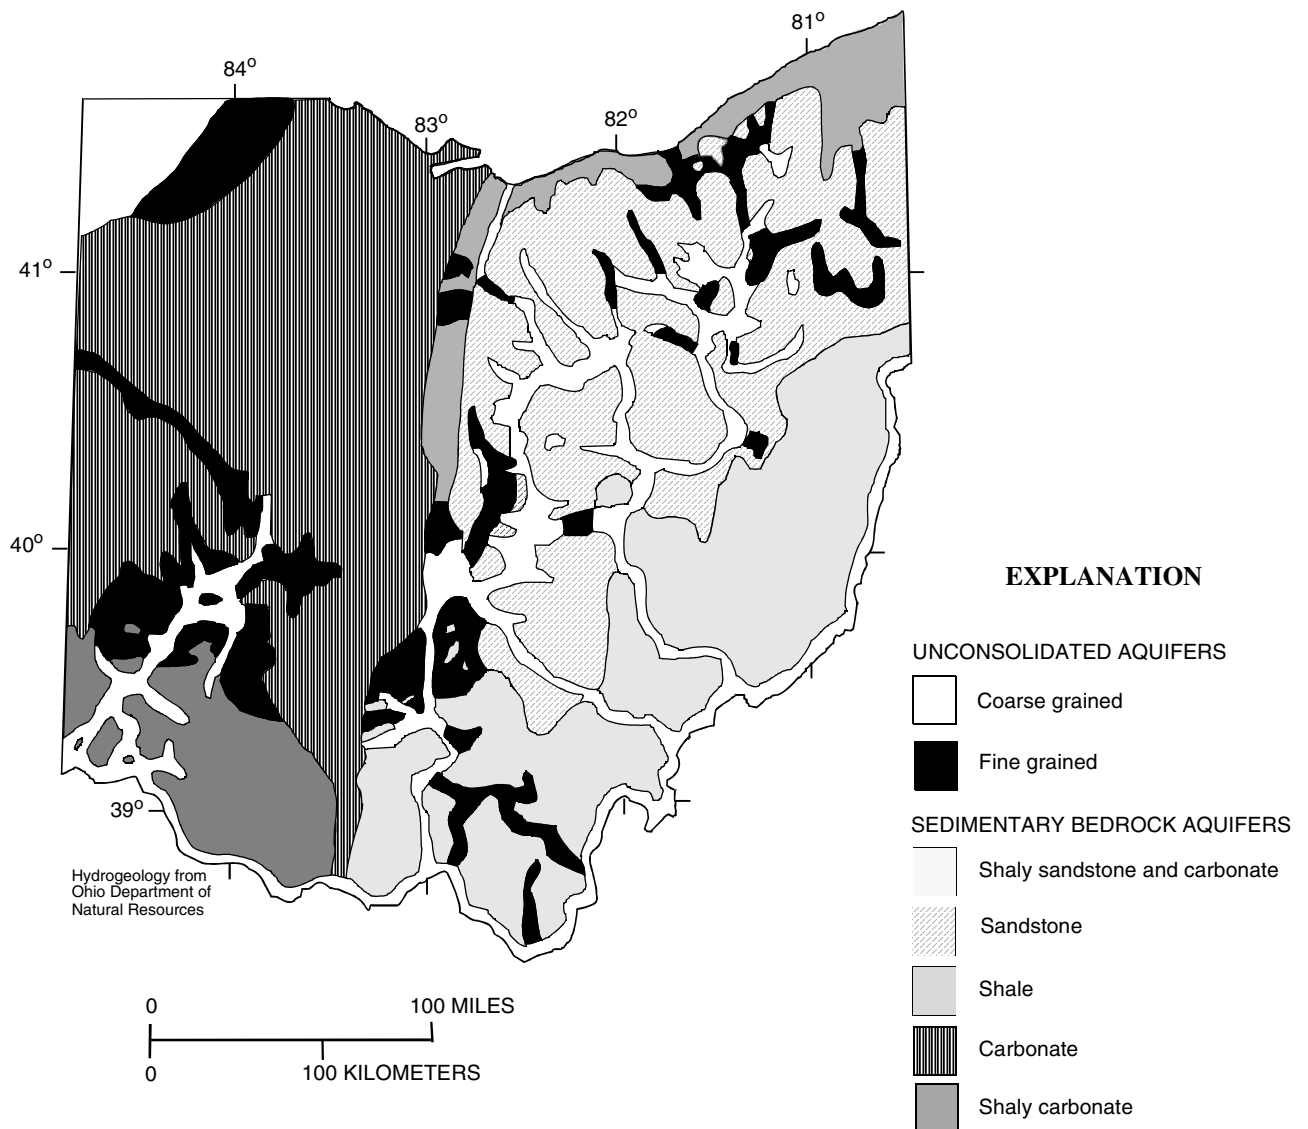 81°
84°
83°
82°
41°
40°
39°
EXPLANATION
UNCONSOLIDATED AQUIFERS
Coarse grained
Fine grained
SEDIMENTARY BEDROCK AQUIFERS
Shaly sandstone and carbonate
Sandstone
Shale
Carbonate
Shaly carbonate
Hydrogeology from
Ohio Department of
Natural Resources
0 100 MILES
0 100 KILOMETERS